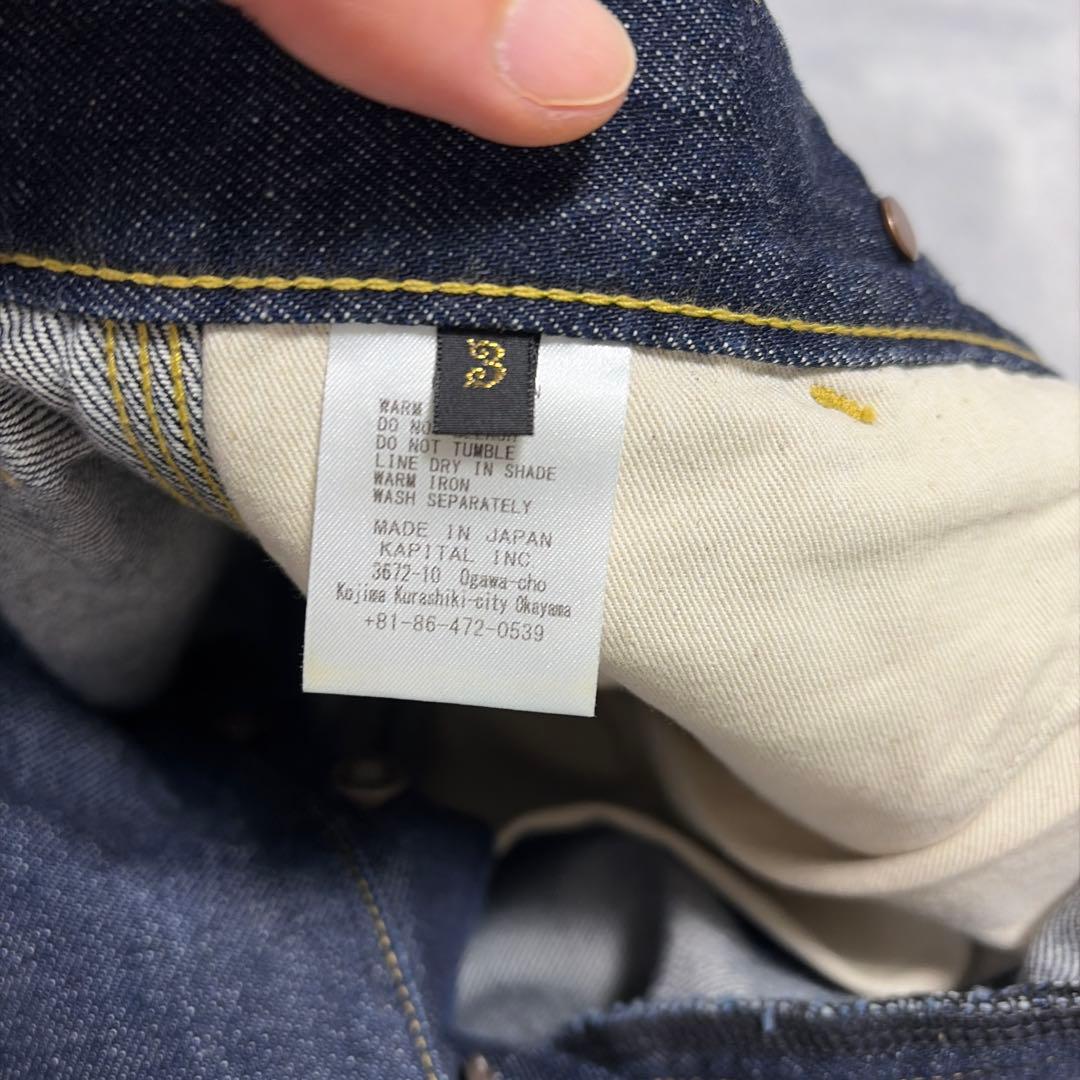 3
WARM
DO NO
DO NOT TUMBLE
LINE DRY IN SHADE
WARM IRON
WASH SEPARATELY
MADE IN JAPAN
KAPITAL INC.
3672-10 Ogawa-cho
Kojima Kurashiki-city Okayama
+81-86-472-0539